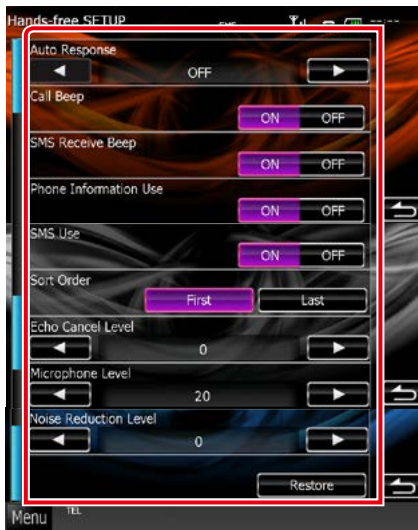 Hands-free SETUP
Auto Response
OFF
Call Beep
ON OFF
SMS Receive Beep
ON OFF
Phone Information Use
ON OFF
SMS Use
ON OFF
Sort Order
First Last
Echo Cancel Level
0
Microphone Level
20
Noise Reduction Level
0
Restore
Menu TEL